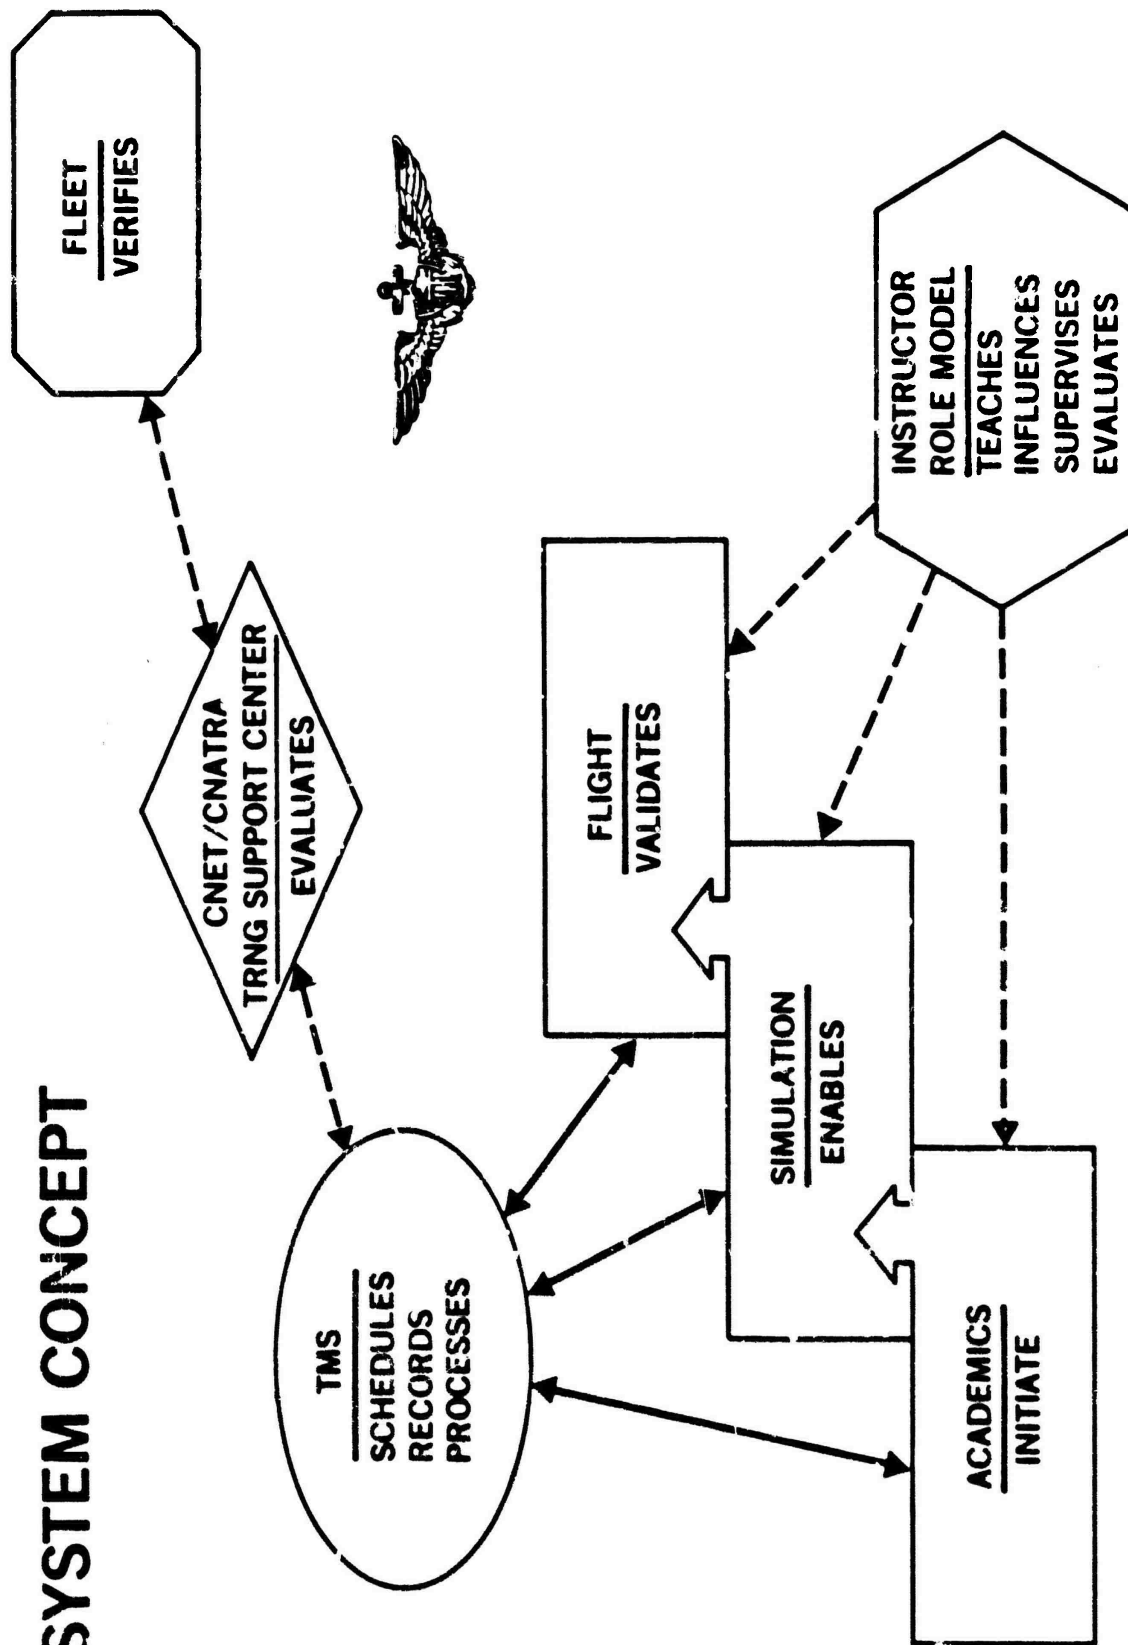 SYSTEM CONCEPT
FLEET
VERIFIES
CNET/CNATRA
TRNG SUPPORT CENTER
EVALUATES
TMS
SCHEDULES
RECORDS
PROCESSES
FLIGHT
VALIDATES
SIMULATION
ENABLES
ACADEMICS
INITIATE
INSTRUCTOR
ROLE MODEL
TEACHES
INFLUENCES
SUPERVISES
EVALUATES